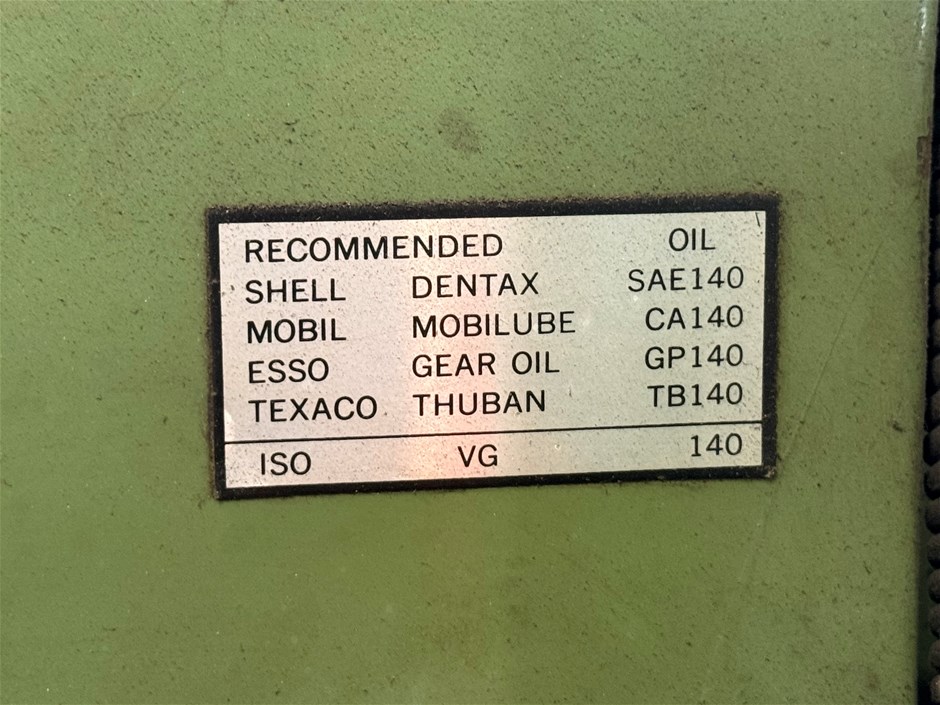 RECOMMENDED OIL
SHELL DENTAX SAE140
MOBIL MOBILUBE CA140
ESSO GEAR OIL GP140
TEXACO THUBAN TB140
ISO VG 140